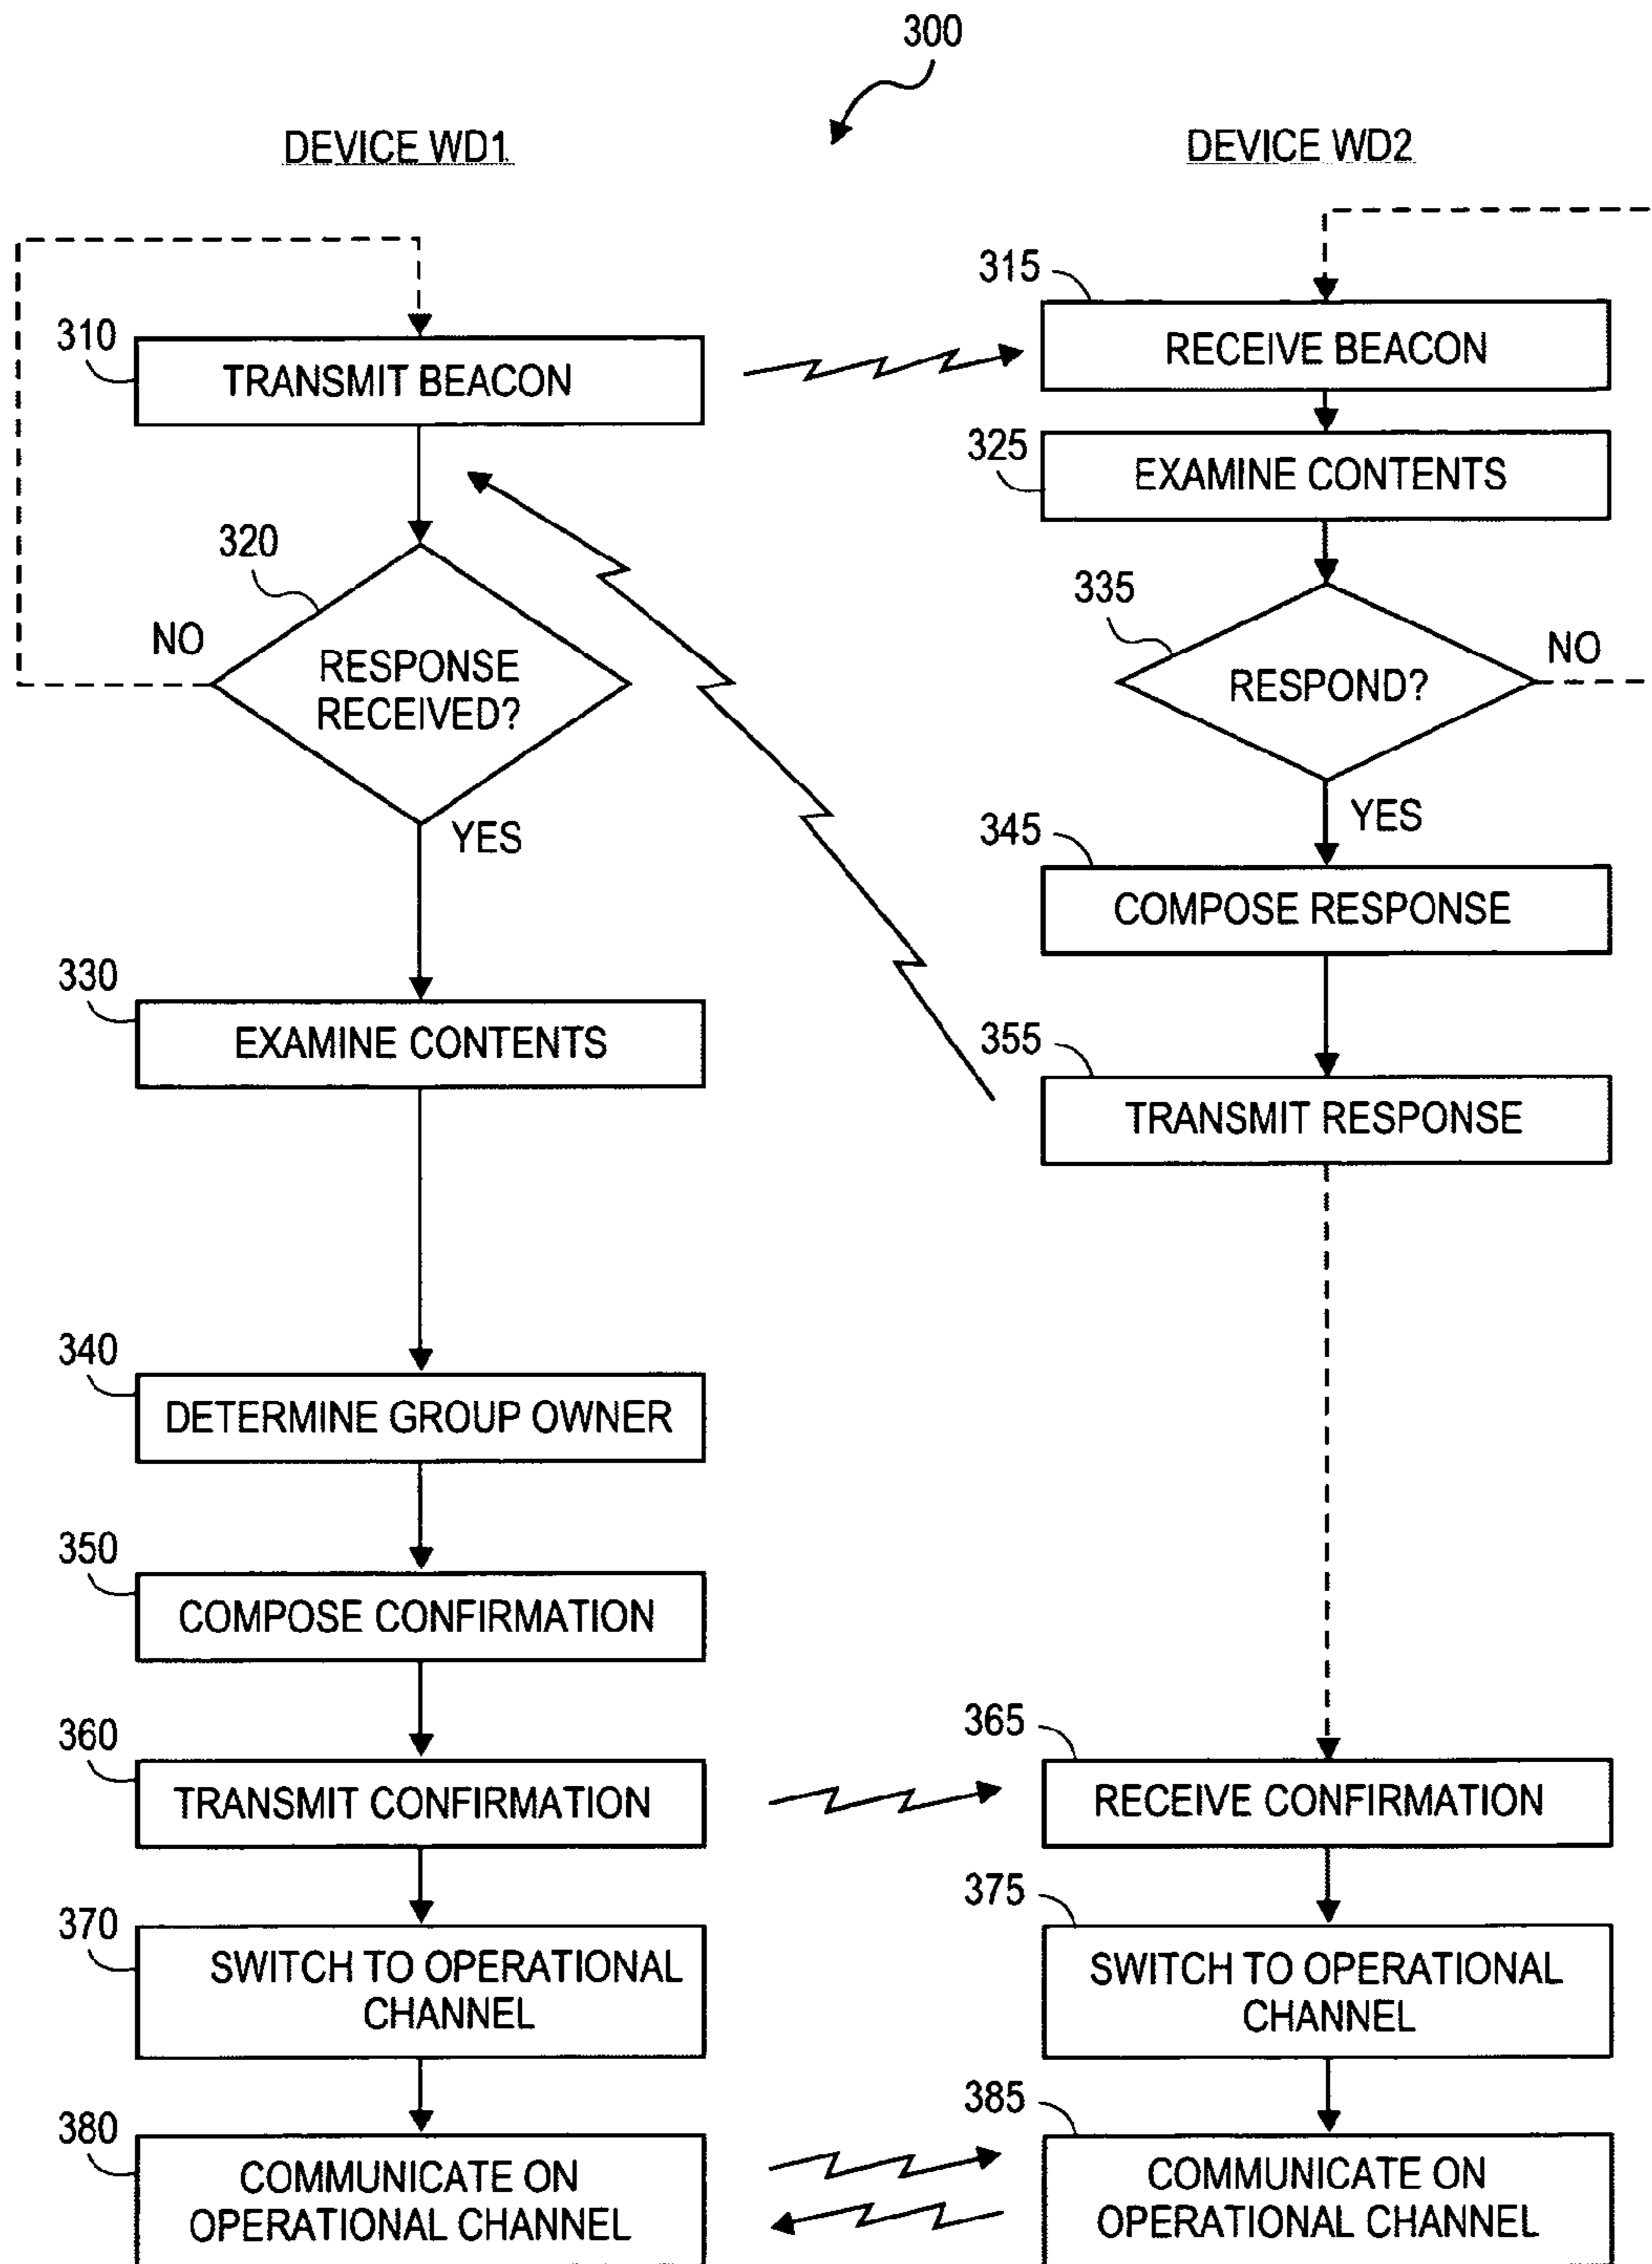 300
DEVICE WD1
DEVICE WD2
310
TRANSMIT BEACON
315
RECEIVE BEACON
325
EXAMINE CONTENTS
320
NO
RESPONSE
RECEIVED?
YES
335
RESPOND?
NO
YES
345
COMPOSE RESPONSE
330
EXAMINE CONTENTS
355
TRANSMIT RESPONSE
340
DETERMINE GROUP OWNER
350
COMPOSE CONFIRMATION
360
TRANSMIT CONFIRMATION
365
RECEIVE CONFIRMATION
370
SWITCH TO OPERATIONAL
CHANNEL
375
SWITCH TO OPERATIONAL
CHANNEL
380
COMMUNICATE ON
OPERATIONAL CHANNEL
385
COMMUNICATE ON
OPERATIONAL CHANNEL